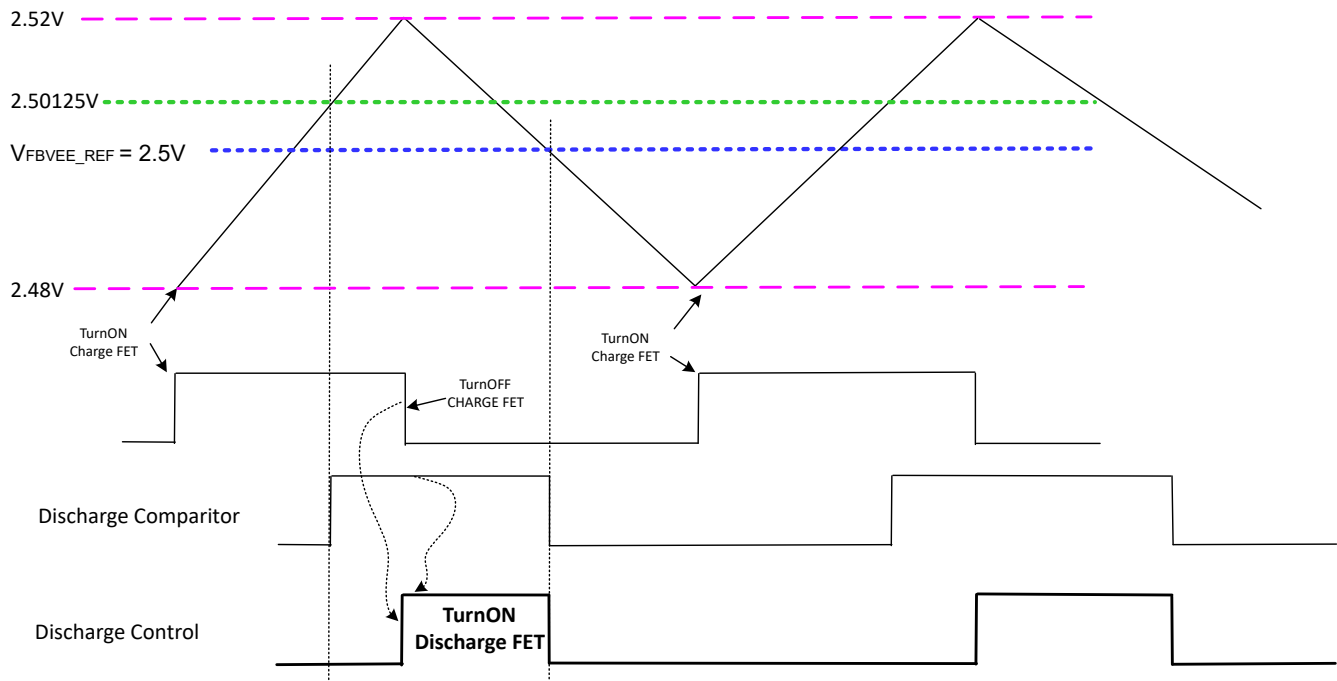 2.52V
2.50125V
VFBVEE_REF = 2.5V
2.48V
TurnON
Charge FET
TurnON
Charge FET
TurnOFF
CHARGE FET
Discharge Comparitor
Discharge Control
TurnON
Discharge FET